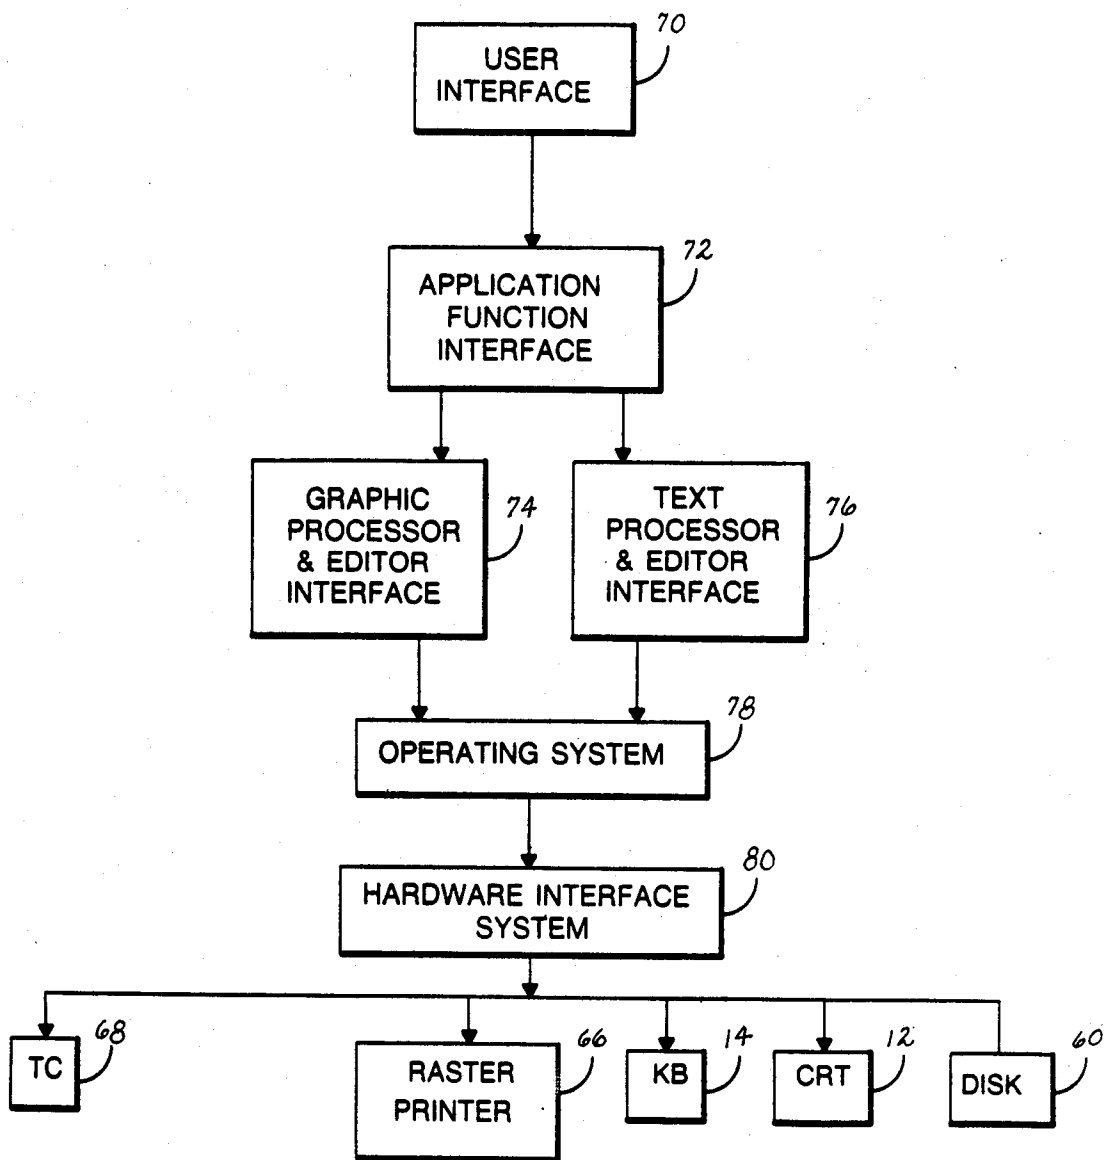 70
USER
INTERFACE
72
APPLICATION
FUNCTION
INTERFACE
GRAPHIC
PROCESSOR
& EDITOR
INTERFACE
74
TEXT
PROCESSOR
& EDITOR
INTERFACE
76
78
OPERATING SYSTEM
80
HARDWARE INTERFACE
SYSTEM
68
TC
66
RASTER
PRINTER
14
KB
12
CRT
60
DISK